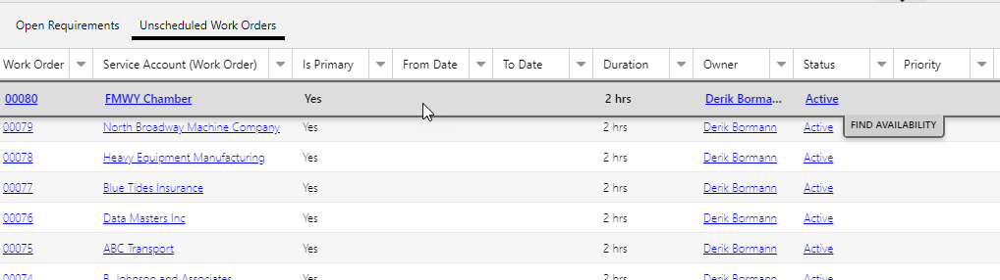 Open Requirements Unscheduled Work Orders
Work Order Service Account (Work Order) Is Primary From Date To Date Duration Owner Status Priority
00080 FMWY Chamber Yes 2 hrs Derik Borma... Active
00079 North Broadway Machine Company Yes 2 hrs Derik Bormann Active
FIND AVAILABILITY
00078 Heavy Equipment Manufacturing Yes 2 hrs Derik Bormann Active
00077 Blue Tides Insurance Yes 2 hrs Derik Bormann Active
00076 Data Masters Inc Yes 2 hrs Derik Bormann Active
00075 ABC Transport Yes 2 hrs Derik Bormann Active
00074 B. Johnson and Associates Yes 2 hrs Derik Bormann Active